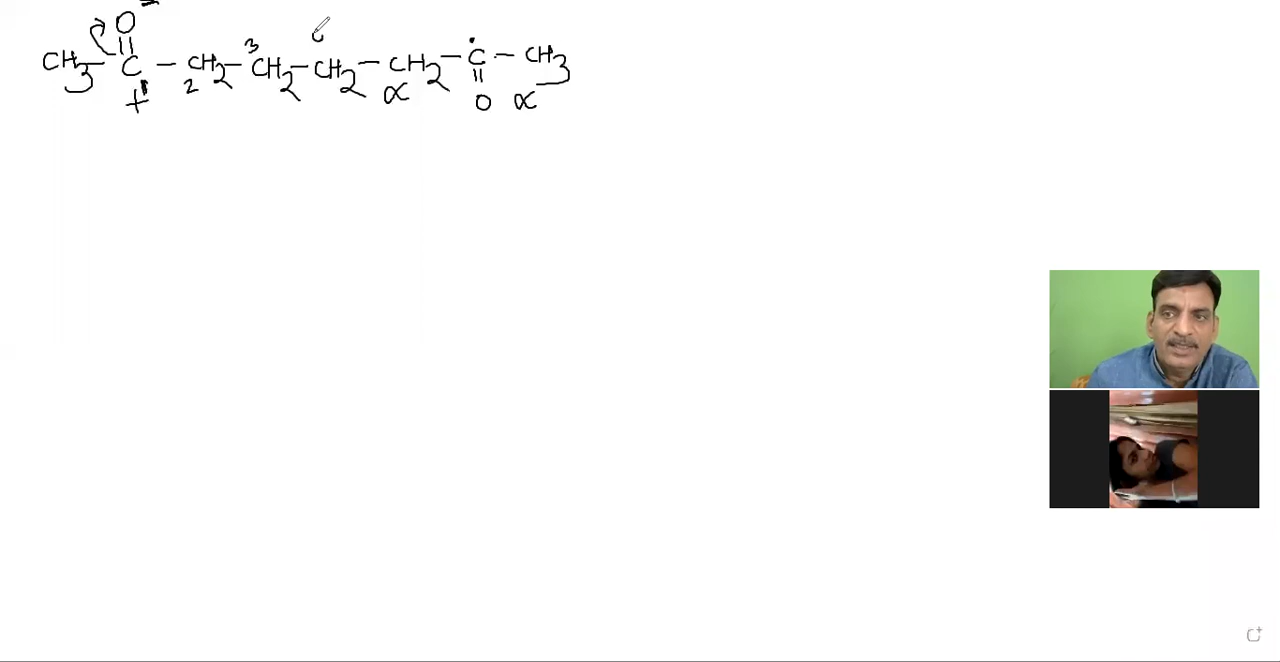 O
CH3 – C – CH2 – CH2 – CH2 – CH2 – C – CH3
3
+ 2 α O α